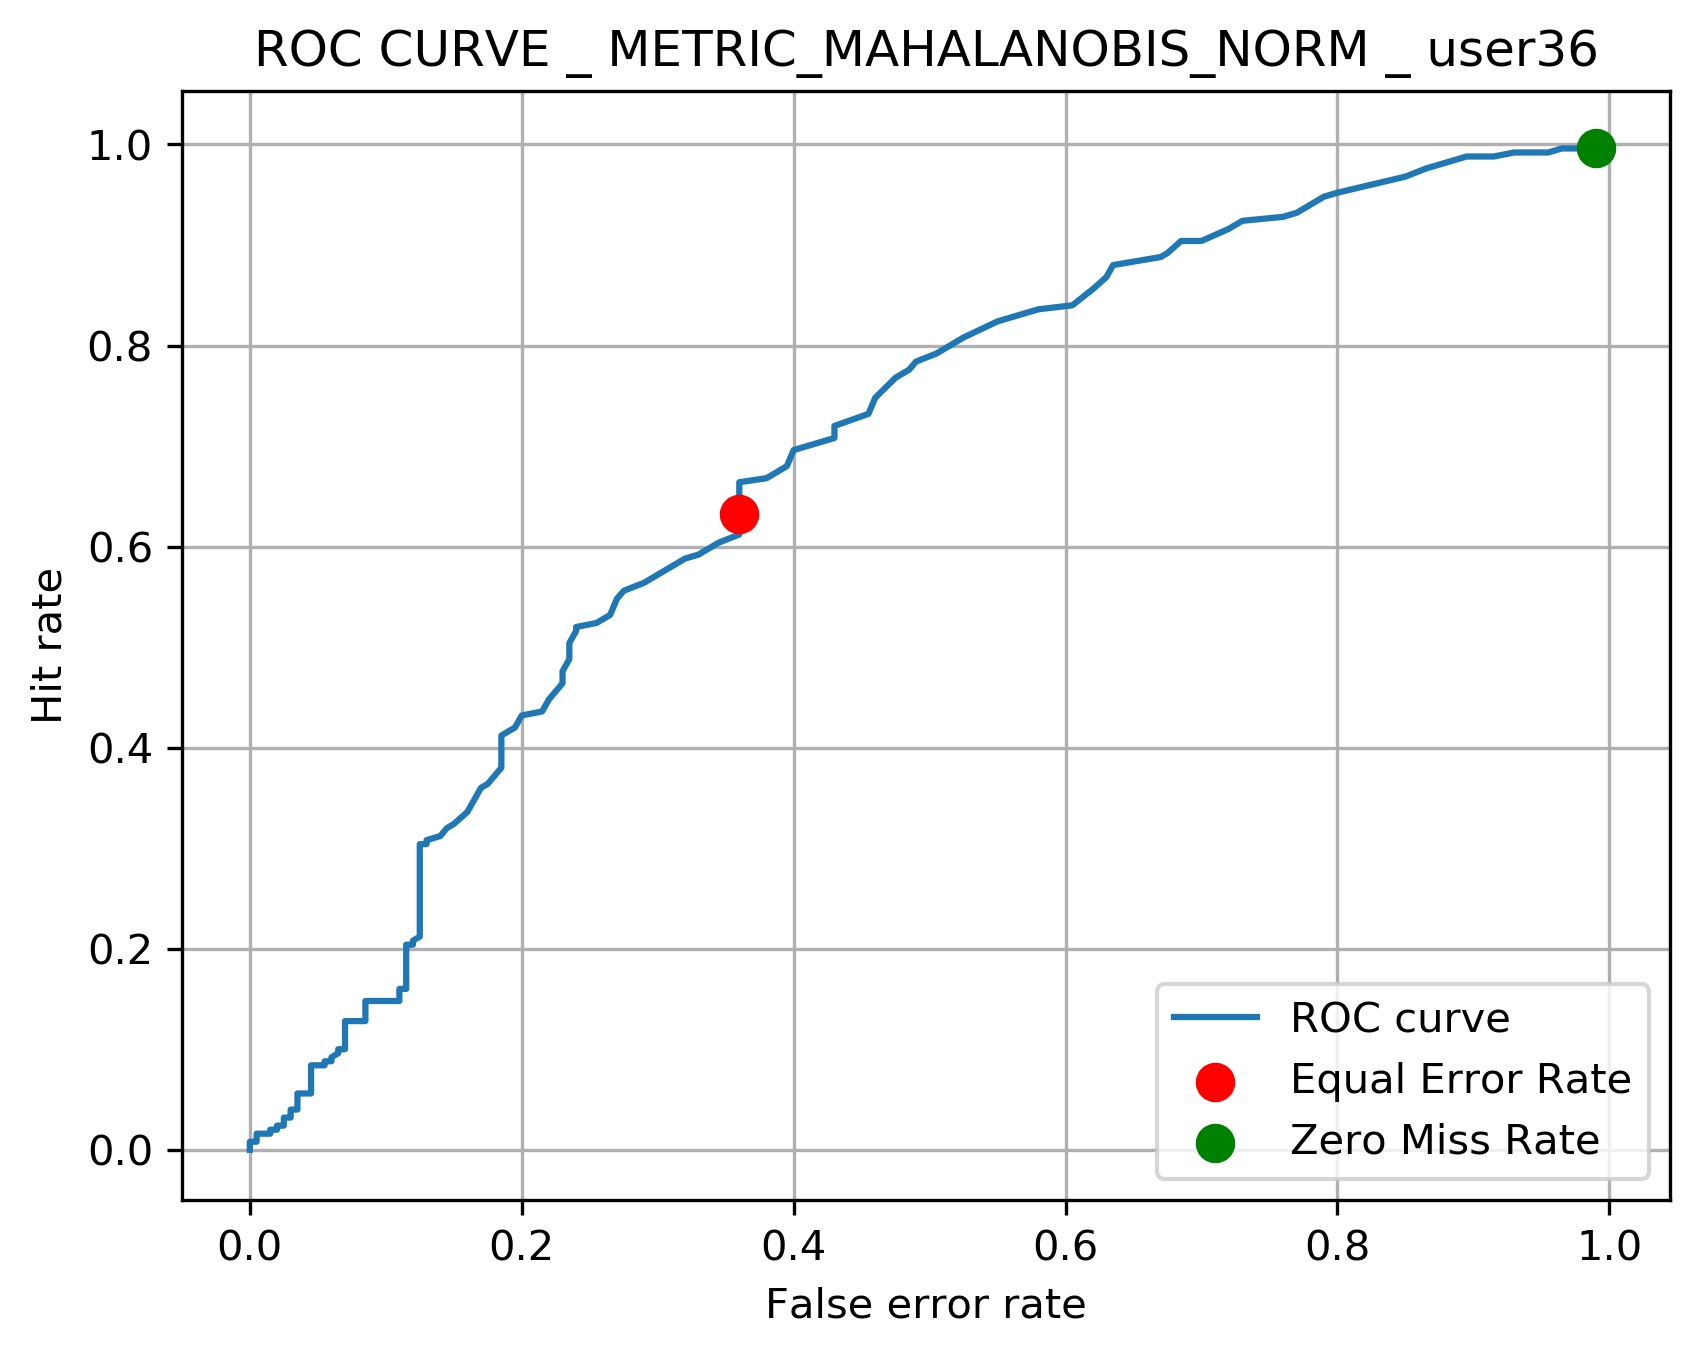 ROC CURVE _ METRIC_MAHALANOBIS_NORM _ user36
1.0
0.8
0.6
0.4
0.2
0.0
Hit rate
ROC curve
Equal Error Rate
Zero Miss Rate
0.0 0.2 0.4 0.6 0.8 1.0
False error rate